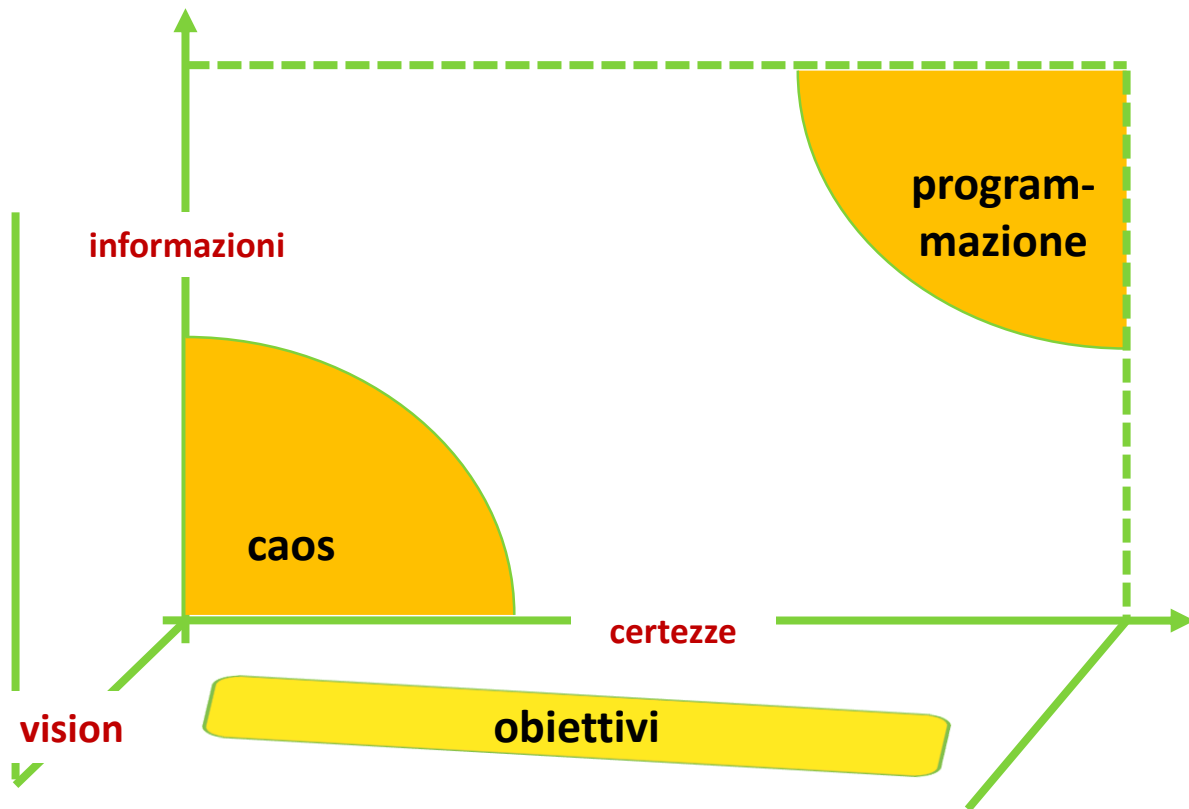 program-
mazione
informazioni
caos
certezze
vision
obiettivi